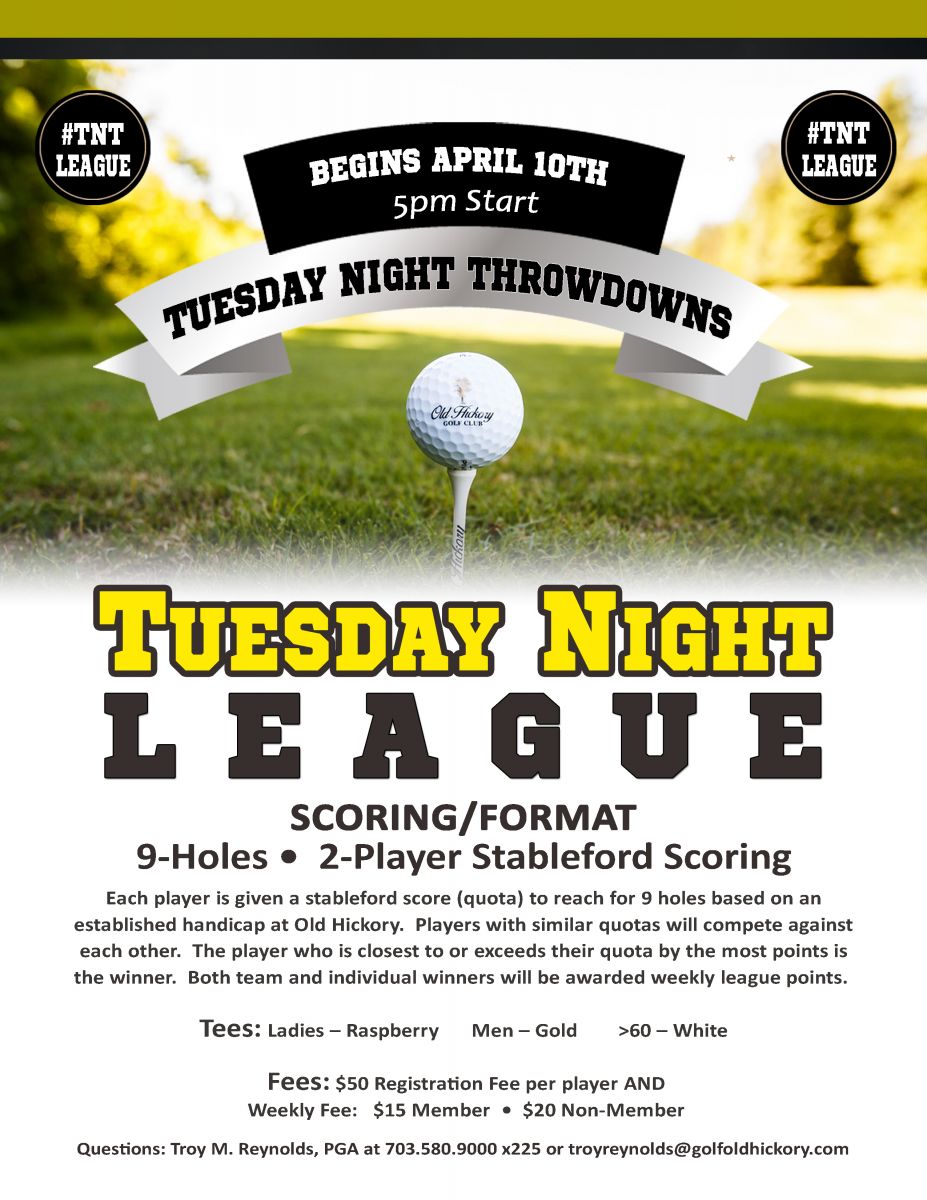 #TNT
LEAGUE
#TNT
LEAGUE
BEGINS APRIL 10TH
5pm Start
TUESDAY NIGHT THROWDOWNS
Old Hickory
GOLF CLUB
Hickory
TUESDAY NIGHT
LEAGUE
SCORING/FORMAT
9-Holes • 2-Player Stableford Scoring
Each player is given a stableford score (quota) to reach for 9 holes based on an
established handicap at Old Hickory. Players with similar quotas will compete against
each other. The player who is closest to or exceeds their quota by the most points is
the winner. Both team and individual winners will be awarded weekly league points.
Tees: Ladies – Raspberry Men – Gold >60 – White
Fees: $50 Registration Fee per player AND
Weekly Fee: $15 Member • $20 Non-Member
Questions: Troy M. Reynolds, PGA at 703.580.9000 x225 or troyreynolds@golfoldhickory.com